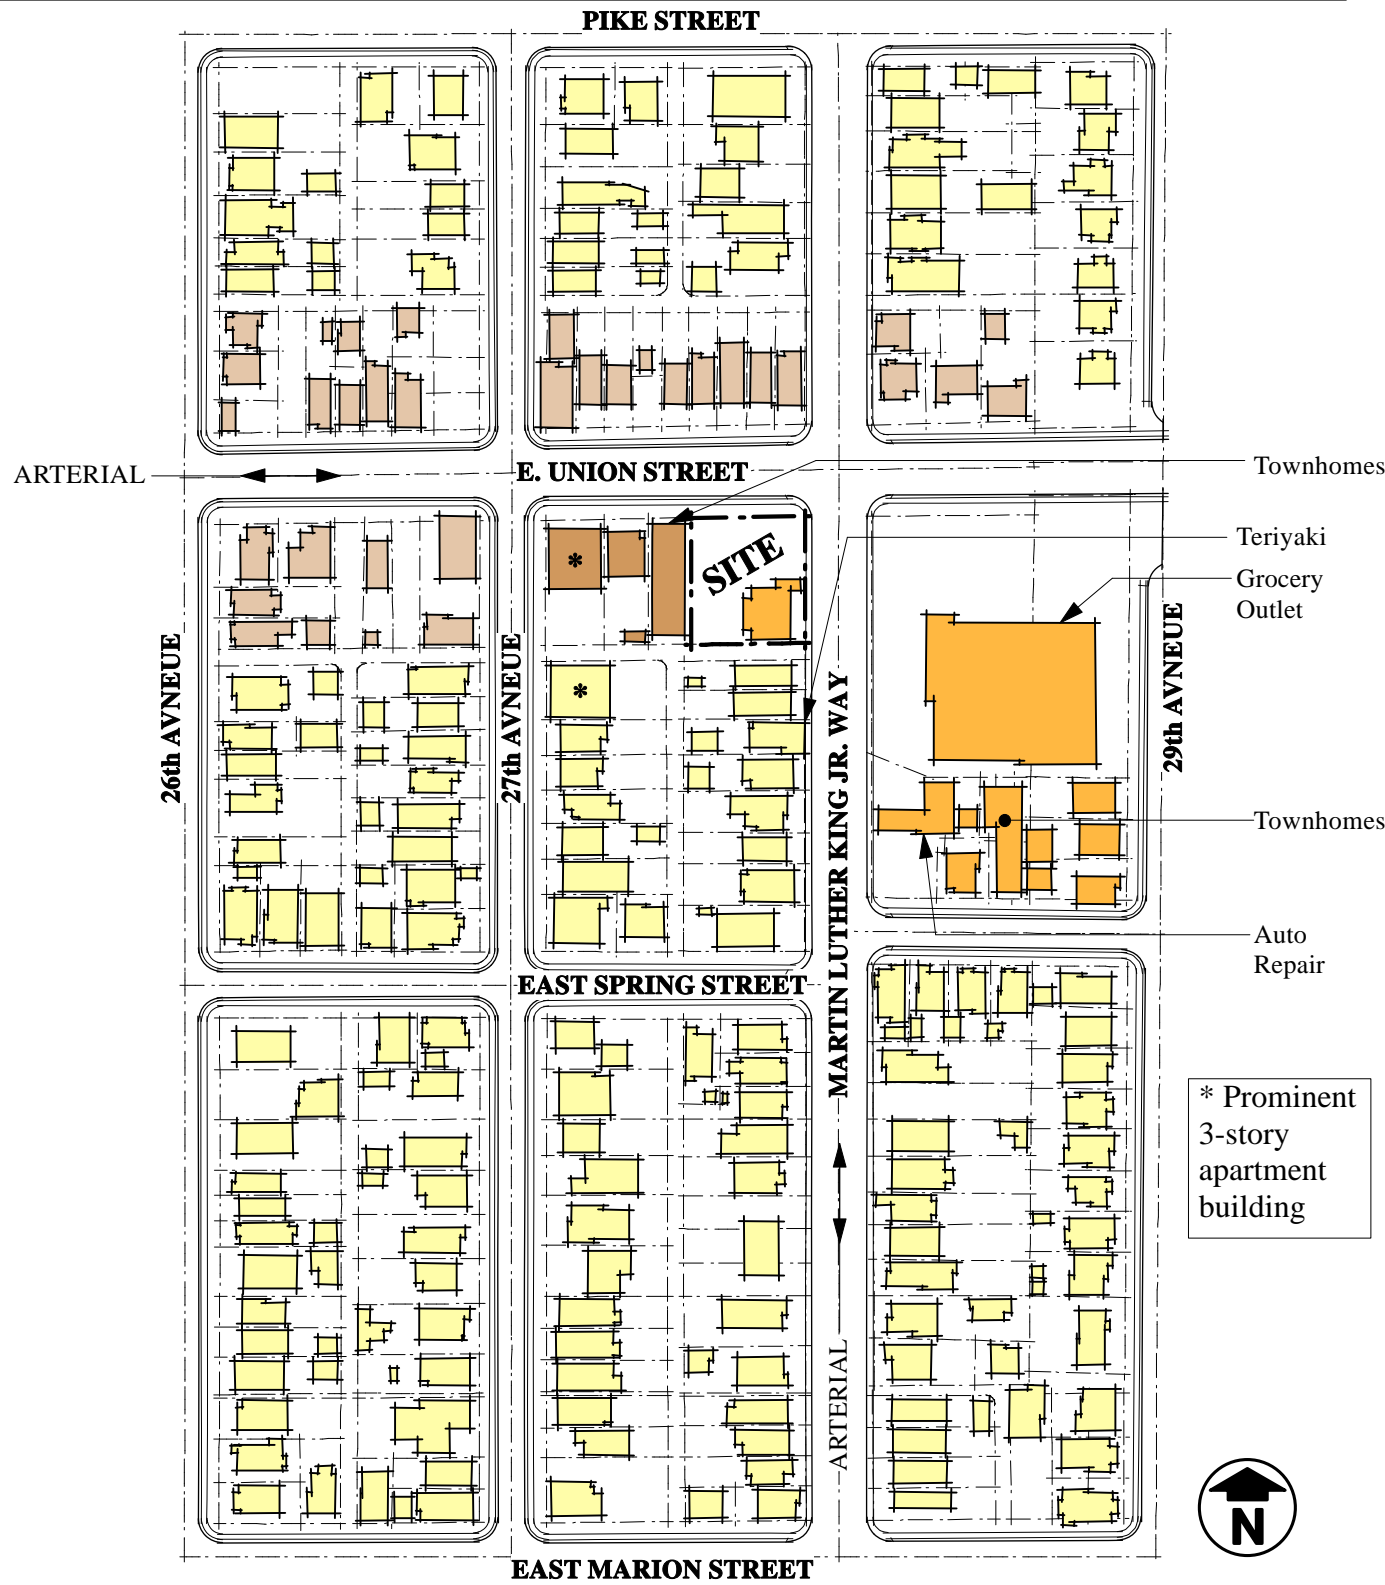 PIKE STREET
ARTERIAL
E. UNION STREET
Townhomes
SITE
*
Teriyaki
Grocery
Outlet
26th AVNEUE
27th AVNEUE
*
MARTIN LUTHER KING JR. WAY
29th AVNEUE
Townhomes
Auto
Repair
EAST SPRING STREET
* Prominent
3-story
apartment
building
ARTERIAL
N
EAST MARION STREET